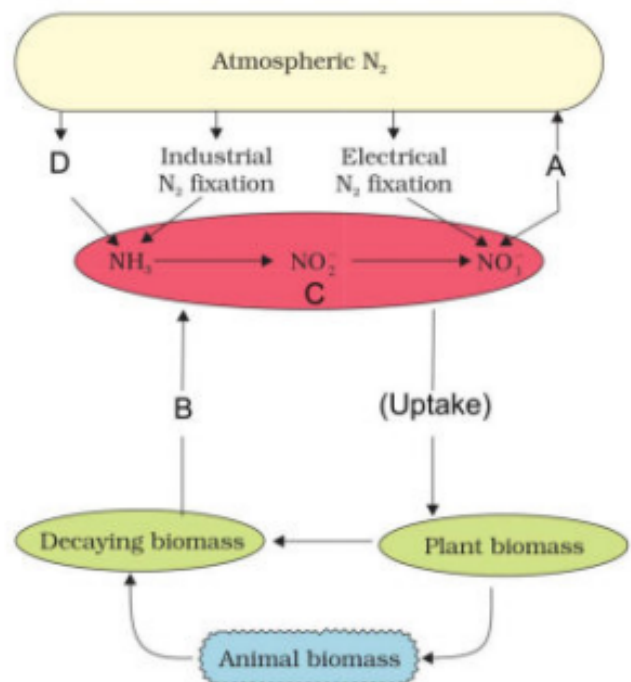 Atmospheric N₂
D
Industrial
N₂ fixation
Electrical
N₂ fixation
A
NH₃
NO₂⁻
NO₃⁻
C
B
(Uptake)
Decaying biomass
Plant biomass
Animal biomass